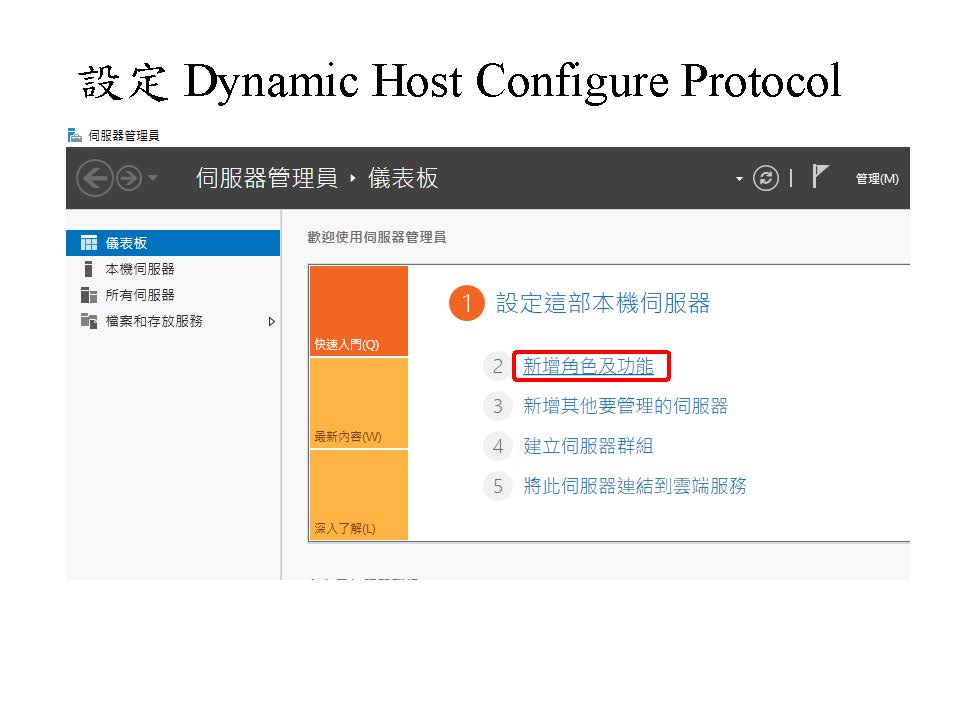 設定 Dynamic Host Configure Protocol
伺服器管理員
伺服器管理員 ‣ 儀表板
管理(M)
儀表板
本機伺服器
所有伺服器
檔案和存放服務
歡迎使用伺服器管理員
快速入門(Q)
最新內容(W)
深入了解(L)
1 設定這部本機伺服器
2 新增角色及功能
3 新增其他要管理的伺服器
4 建立伺服器群組
5 將此伺服器連結到雲端服務